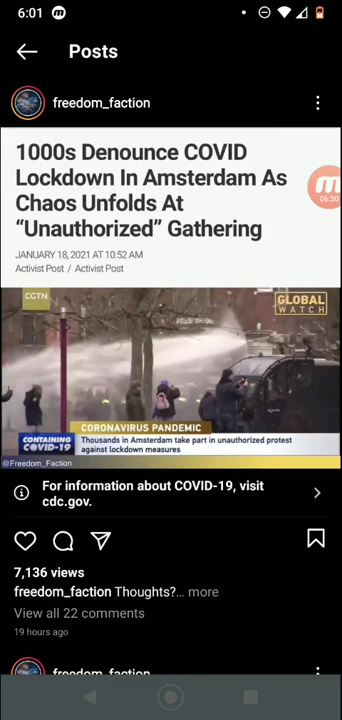 6:01
Posts
freedom_faction
1000s Denounce COVID
Lockdown In Amsterdam As
Chaos Unfolds At
“Unauthorized” Gathering
06:30
JANUARY 18, 2021 AT 10:52 AM
Activist Post / Activist Post
CGTN
GLOBAL
WATCH
CORONAVIRUS PANDEMIC
CONTAINING
COVID-19
Thousands in Amsterdam take part in unauthorized protest
against lockdown measures
@Freedom_Faction
For information about COVID-19, visit
cdc.gov.
7,136 views
freedom_faction Thoughts?... more
View all 22 comments
19 hours ago
freedom_faction